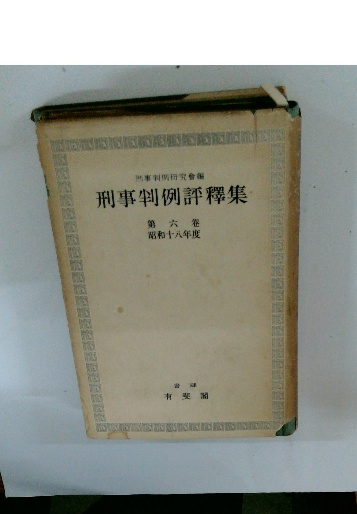 刑事判例研究會編
刑事判例評釋集
第六巻
昭和十八年度
有斐閣